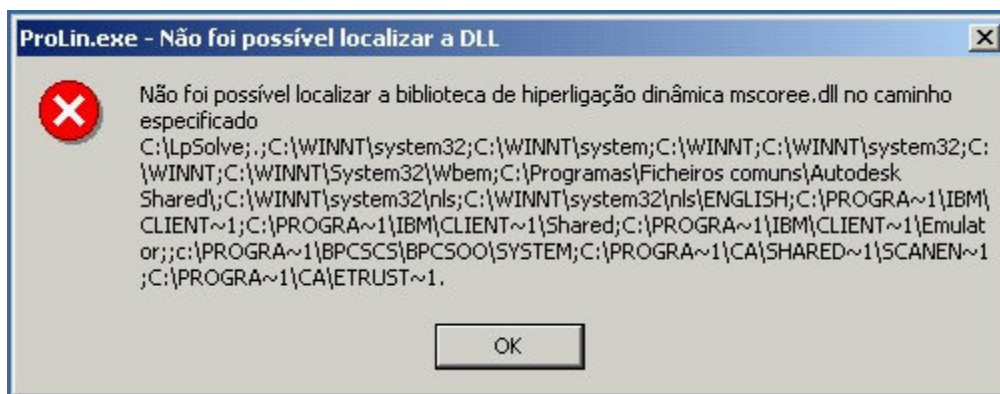 ProLin.exe - Não foi possível localizar a DLL
Não foi possível localizar a biblioteca de hiperligação dinâmica mscoree.dll no caminho
especificado
C:\LpSolve;.;C:\WINNT\system32;C:\WINNT\system;C:\WINNT;C:\WINNT\system32;C:
\WINNT;C:\WINNT\System32\Wbem;C:\Programas\Ficheiros comuns\Autodesk
Shared\;C:\WINNT\system32\nls;C:\WINNT\system32\nls\ENGLISH;C:\PROGRA~1\IBM\
CLIENT~1;C:\PROGRA~1\IBM\CLIENT~1\Shared;C:\PROGRA~1\IBM\CLIENT~1\Emulat
or;;c:\PROGRA~1\BPCSCS\BPCSOO\SYSTEM;C:\PROGRA~1\CA\SHARED~1\SCANEN~1
;C:\PROGRA~1\CA\ETRUST~1.
OK